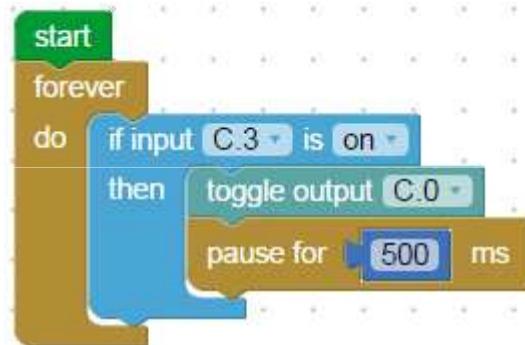 start
forever
do if input C.3 is on
then toggle output C.0
pause for 500 ms